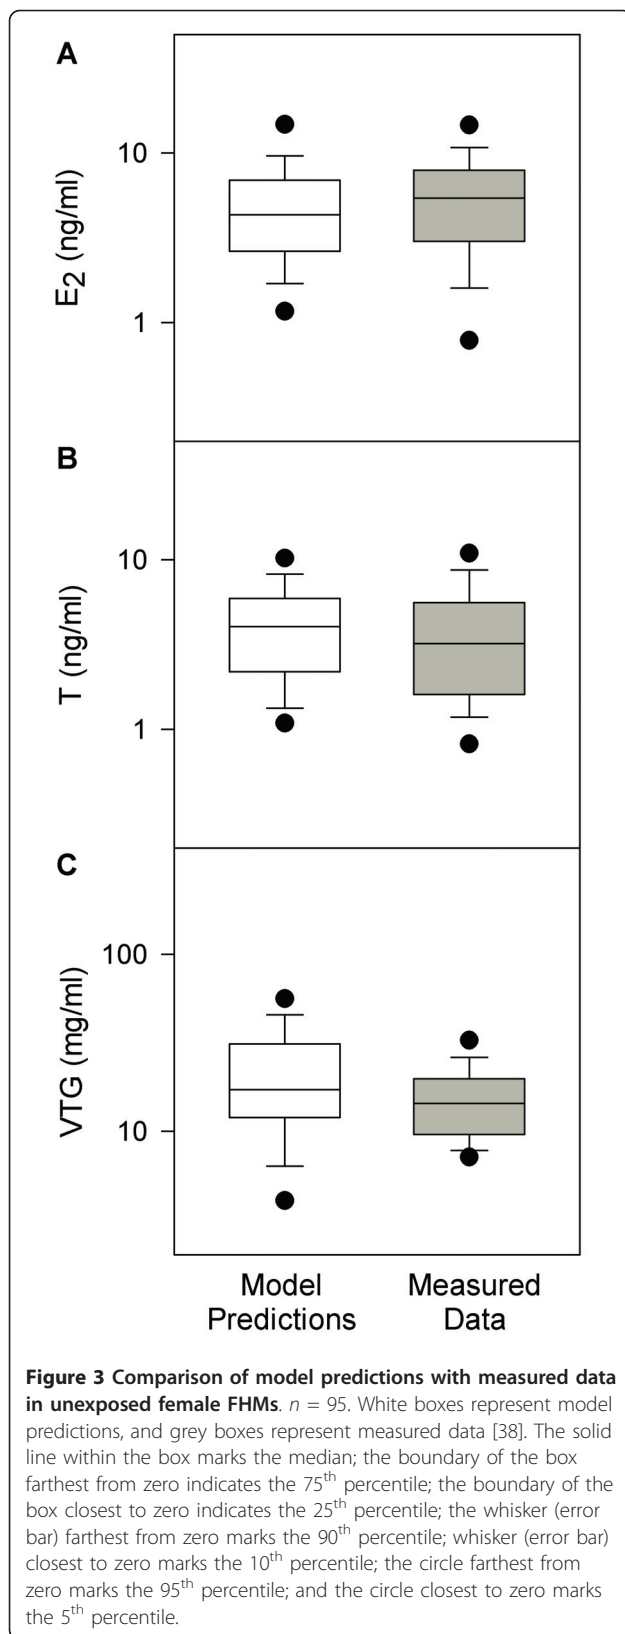 A
10
E2 (ng/ml)
1
B
10
T (ng/ml)
1
C
100
VTG (mg/ml)
10
Model Measured
Predictions Data
Figure 3 Comparison of model predictions with measured data
in unexposed female FHMs. n = 95. White boxes represent model
predictions, and grey boxes represent measured data [38]. The solid
line within the box marks the median; the boundary of the box
farthest from zero indicates the 75th percentile; the boundary of the
box closest to zero indicates the 25th percentile; the whisker (error
bar) farthest from zero marks the 90th percentile; whisker (error bar)
closest to zero marks the 10th percentile; the circle farthest from
zero marks the 95th percentile; and the circle closest to zero marks
the 5th percentile.